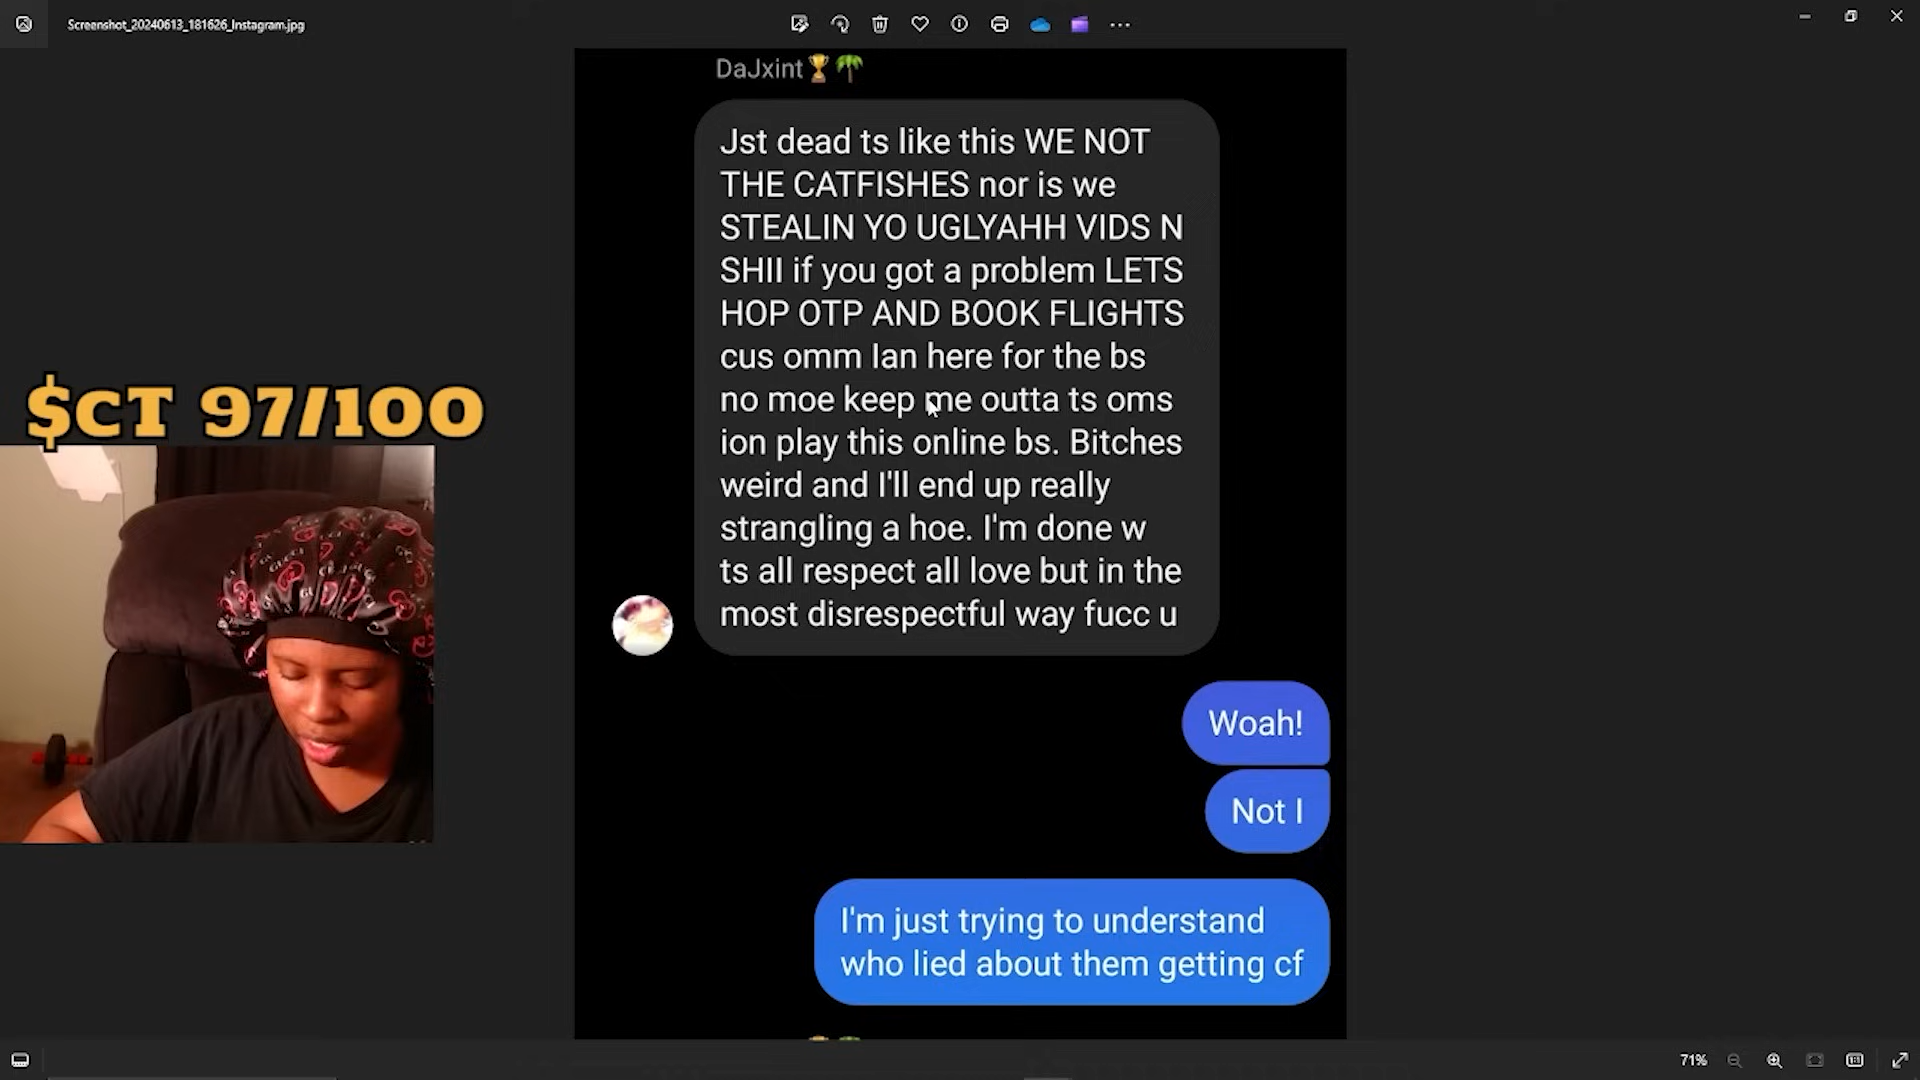 Screenshot_20240613_181626_Instagram.jpg
DaJxint🏆🌴
Jst dead ts like this WE NOT
THE CATFISHES nor is we
STEALIN YO UGLYAHH VIDS N
SHII if you got a problem LETS
HOP OTP AND BOOK FLIGHTS
cus omm Ian here for the bs
no moe keep me outta ts oms
ion play this online bs. Bitches
weird and I'll end up really
strangling a hoe. I'm done w
ts all respect all love but in the
most disrespectful way fucc u
Woah!
Not I
I'm just trying to understand
who lied about them getting cf
$CT 97/100
71%